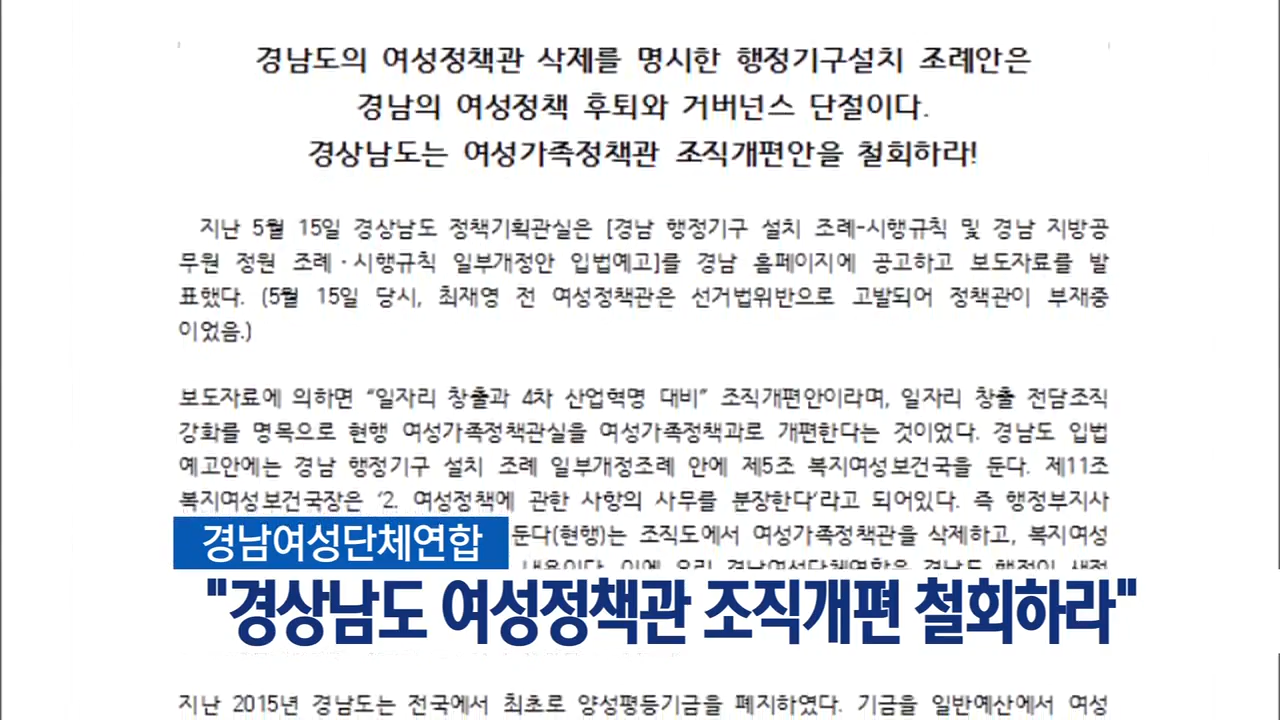 경남도의 여성정책관 삭제를 명시한 행정기구설치 조례안은
경남의 여성정책 후퇴와 거버넌스 단절이다.
경상남도는 여성가족정책관 조직개편안을 철회하라!
지난 5월 15일 경상남도 정책기획관실은 [경남 행정기구 설치 조례-시행규칙 및 경남 지방공
무원 정원 조례·시행규칙 일부개정안 입법예고]를 경남 홈페이지에 공고하고 보도자료를 발
표했다. (5월 15일 당시, 최재영 전 여성정책관은 선거법위반으로 고발되어 정책관이 부재중
이었음.)
보도자료에 의하면 “일자리 창출과 4차 산업혁명 대비” 조직개편안이라며, 일자리 창출 전담조직
강화를 명목으로 현행 여성가족정책관실을 여성가족정책과로 개편한다는 것이었다. 경남도 입법
예고안에는 경남 행정기구 설치 조례 일부개정조례 안에 제5조 복지여성보건국을 둔다. 제11조
복지여성보건국장은 ‘2. 여성정책에 관한 사항의 사무를 분장한다’라고 되어있다. 즉 행정부지사
둔다(현행)는 조직도에서 여성가족정책관을 삭제하고, 복지여성
경남여성단체연합
"경상남도 여성정책관 조직개편 철회하라"
지난 2015년 경남도는 전국에서 최초로 양성평등기금을 폐지하였다. 기금을 일반예산에서 여성